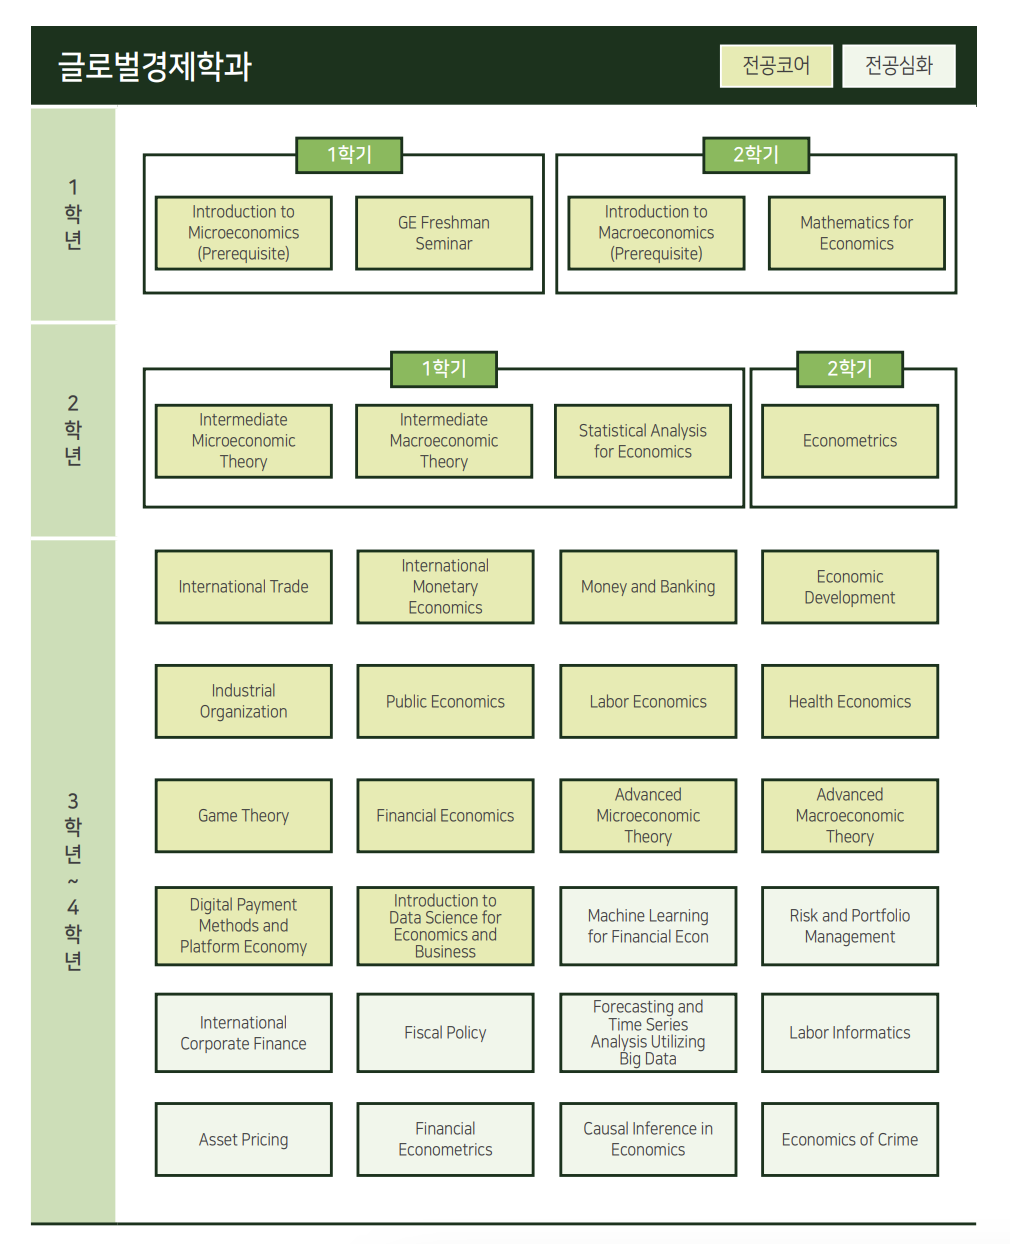 글로벌경제학과
전공코어
전공심화
1
학
년
1학기
Introduction to
Microeconomics
(Prerequisite)
GE Freshman
Seminar
2학기
Introduction to
Macroeconomics
(Prerequisite)
Mathematics for
Economics
2
학
년
1학기
Intermediate
Microeconomic
Theory
Intermediate
Macroeconomic
Theory
Statistical Analysis
for Economics
2학기
Econometrics
3
학
년
~
4
학
년
International Trade
International
Monetary
Economics
Money and Banking
Economic
Development
Industrial
Organization
Public Economics
Labor Economics
Health Economics
Game Theory
Financial Economics
Advanced
Microeconomic
Theory
Advanced
Macroeconomic
Theory
Digital Payment
Methods and
Platform Economy
Introduction to
Data Science for
Economics and
Business
Machine Learning
for Financial Econ
Risk and Portfolio
Management
International
Corporate Finance
Fiscal Policy
Forecasting and
Time Series
Analysis Utilizing
Big Data
Labor Informatics
Asset Pricing
Financial
Econometrics
Causal Inference in
Economics
Economics of Crime